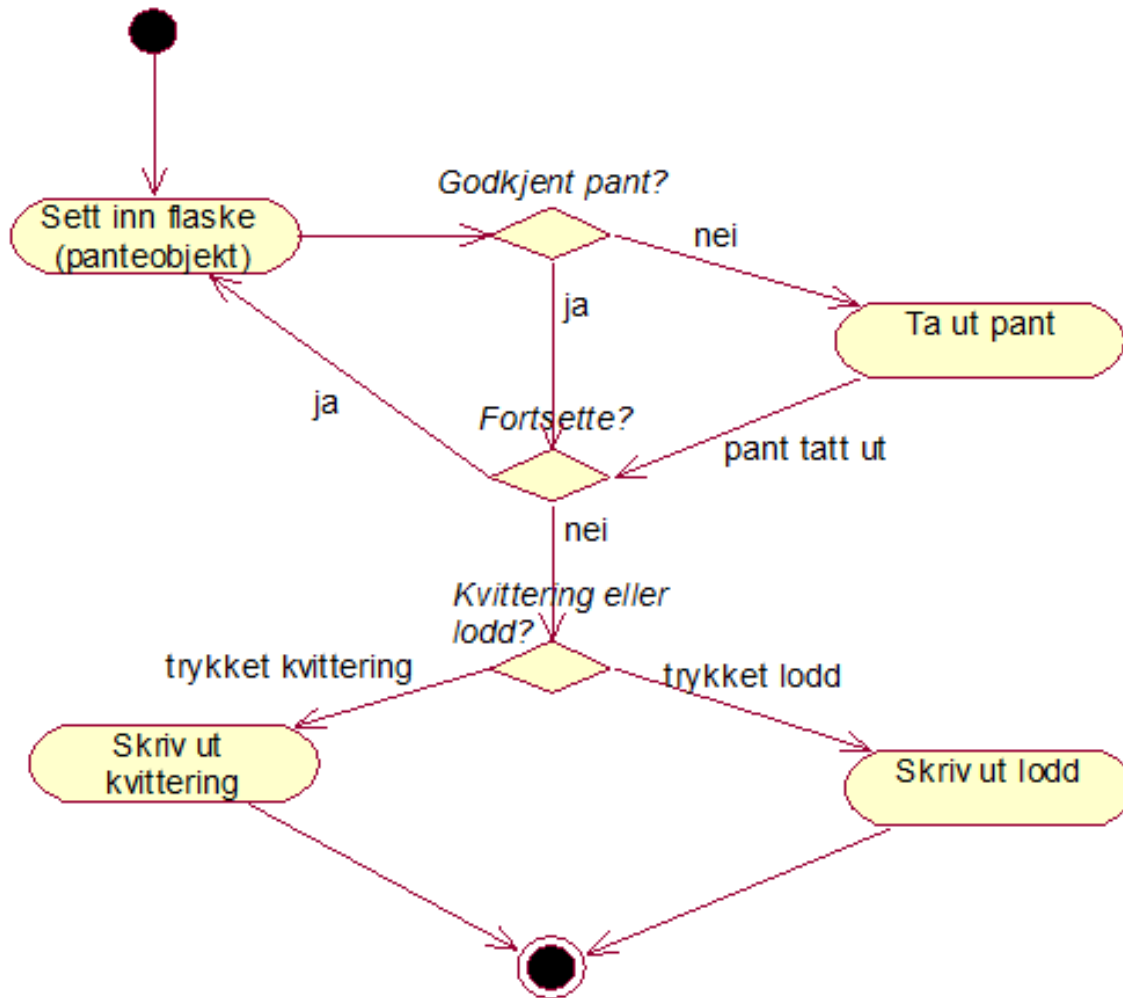 Godkjent pant?
Sett inn flaske
(panteobjekt)
nei
ja
Ta ut pant
ja
Fortsette?
pant tatt ut
nei
Kvittering eller
lodd?
trykket kvittering
trykket lodd
Skriv ut
kvittering
Skriv ut lodd